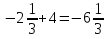 −2 1/3 + 4 = −6 1/3